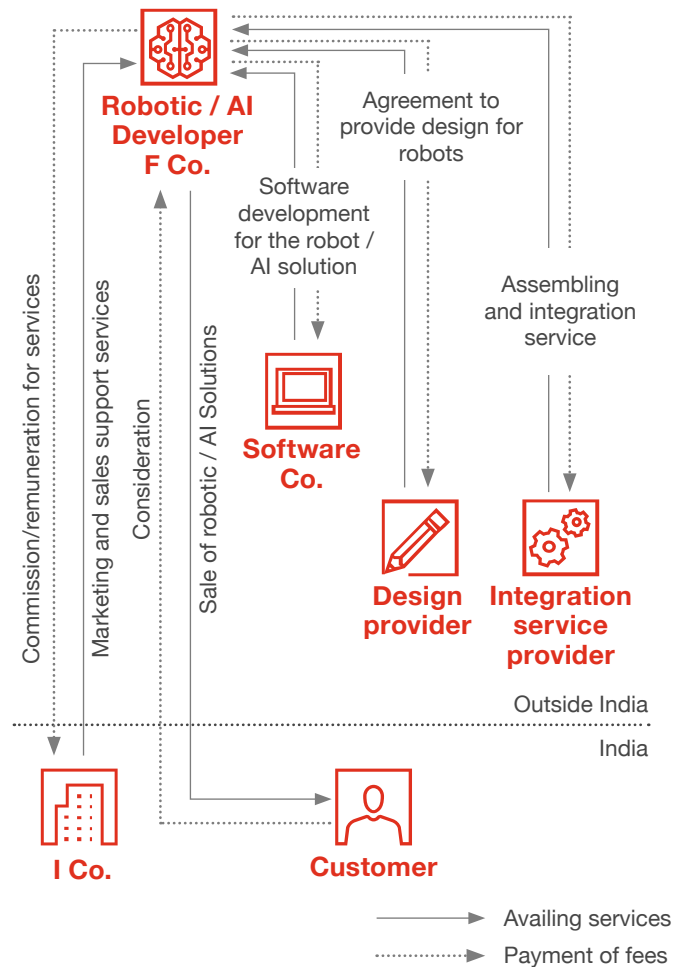 Robotic / AI
Developer
F Co.
Agreement to
provide design for
robots
Software
development
for the robot /
AI solution
Assembling
and integration
service
Commission/remuneration for services
Marketing and sales support services
Consideration
Sale of robotic / AI Solutions
Software
Co.
Design
provider
Integration
service
provider
Outside India
India
I Co.
Customer
Availing services
Payment of fees